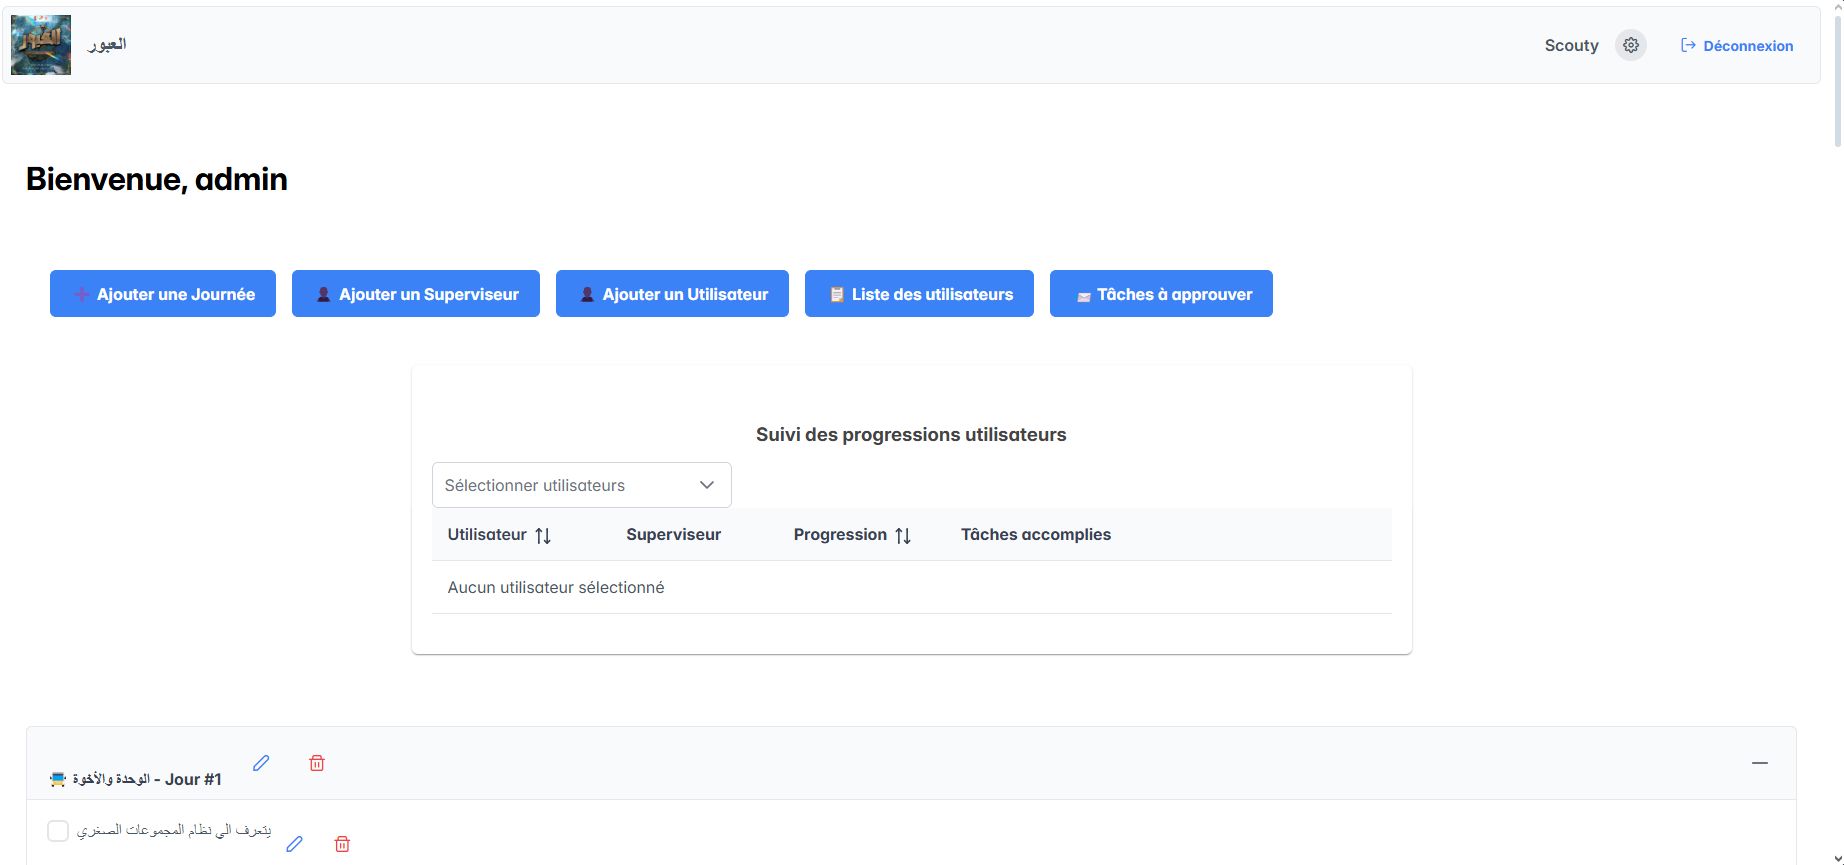 العبور
العبور
Scouty
Déconnexion
Bienvenue, admin
Ajouter une Journée
Ajouter un Superviseur
Ajouter un Utilisateur
Liste des utilisateurs
Tâches à approuver
Suivi des progressions utilisateurs
Sélectionner utilisateurs
Utilisateur Superviseur Progression Tâches accomplies
Aucun utilisateur sélectionné
الوحدة والأخوة - Jour #1
يتعرف الي نظام المجموعات الصغري